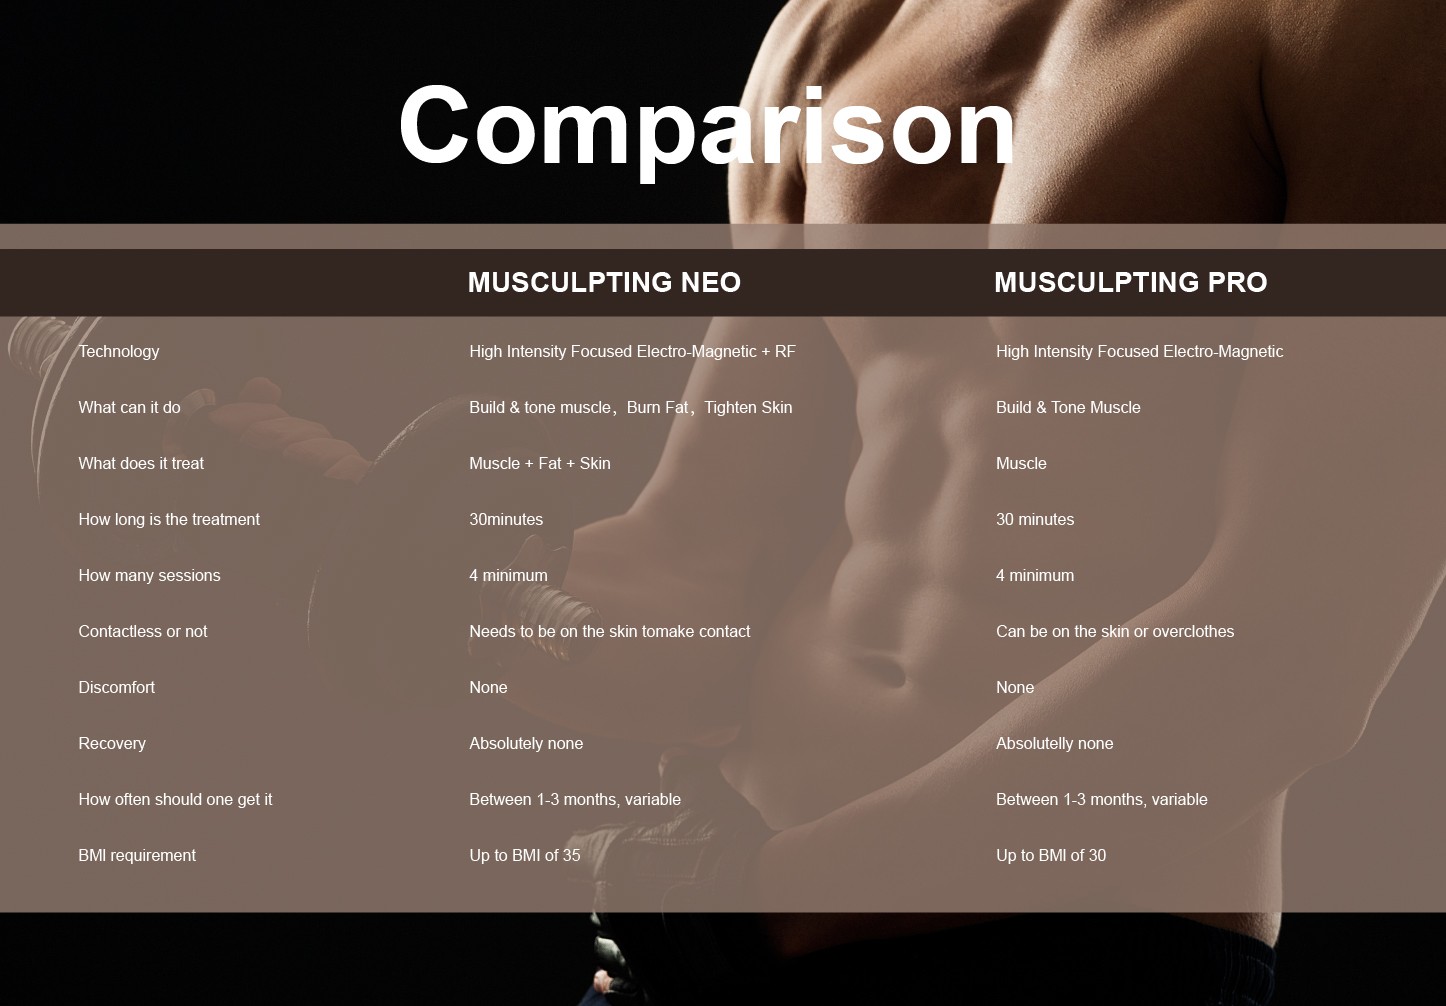 Comparison
MUSCULPTING NEO MUSCULPTING PRO
Technology High Intensity Focused Electro-Magnetic + RF High Intensity Focused Electro-Magnetic
What can it do Build & tone muscle，Burn Fat，Tighten Skin Build & Tone Muscle
What does it treat Muscle + Fat + Skin Muscle
How long is the treatment 30minutes 30 minutes
How many sessions 4 minimum 4 minimum
Contactless or not Needs to be on the skin tomake contact Can be on the skin or overclothes
Discomfort None None
Recovery Absolutely none Absolutelly none
How often should one get it Between 1-3 months, variable Between 1-3 months, variable
BMI requirement Up to BMI of 35 Up to BMI of 30